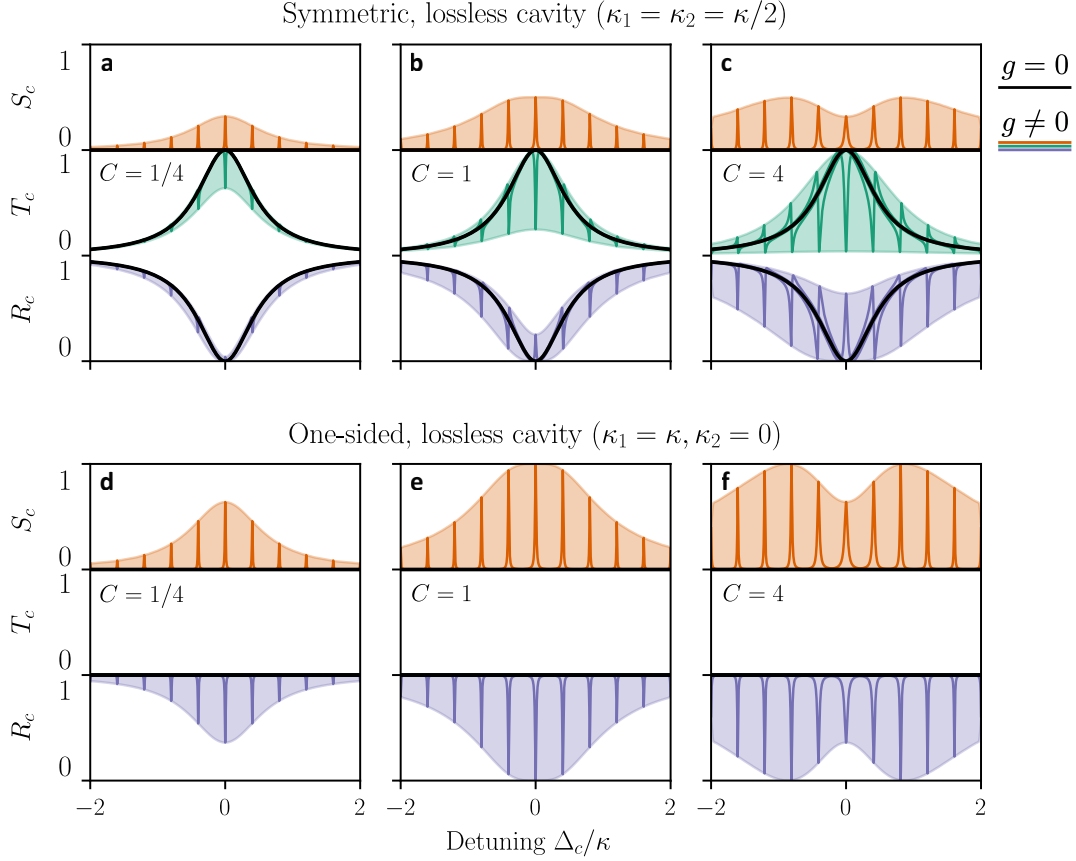 Symmetric, lossless cavity (κ₁ = κ₂ = κ/2)
a b c
g = 0
g ≠ 0
S_c 1 0
C = 1/4 C = 1 C = 4
T_c 1 0
R_c 1 0
One-sided, lossless cavity (κ₁ = κ, κ₂ = 0)
d e f
S_c 1 0
C = 1/4 C = 1 C = 4
T_c 1 0
R_c 1 0
−2 0 2 −2 0 2 −2 0 2
Detuning Δ_c/κ